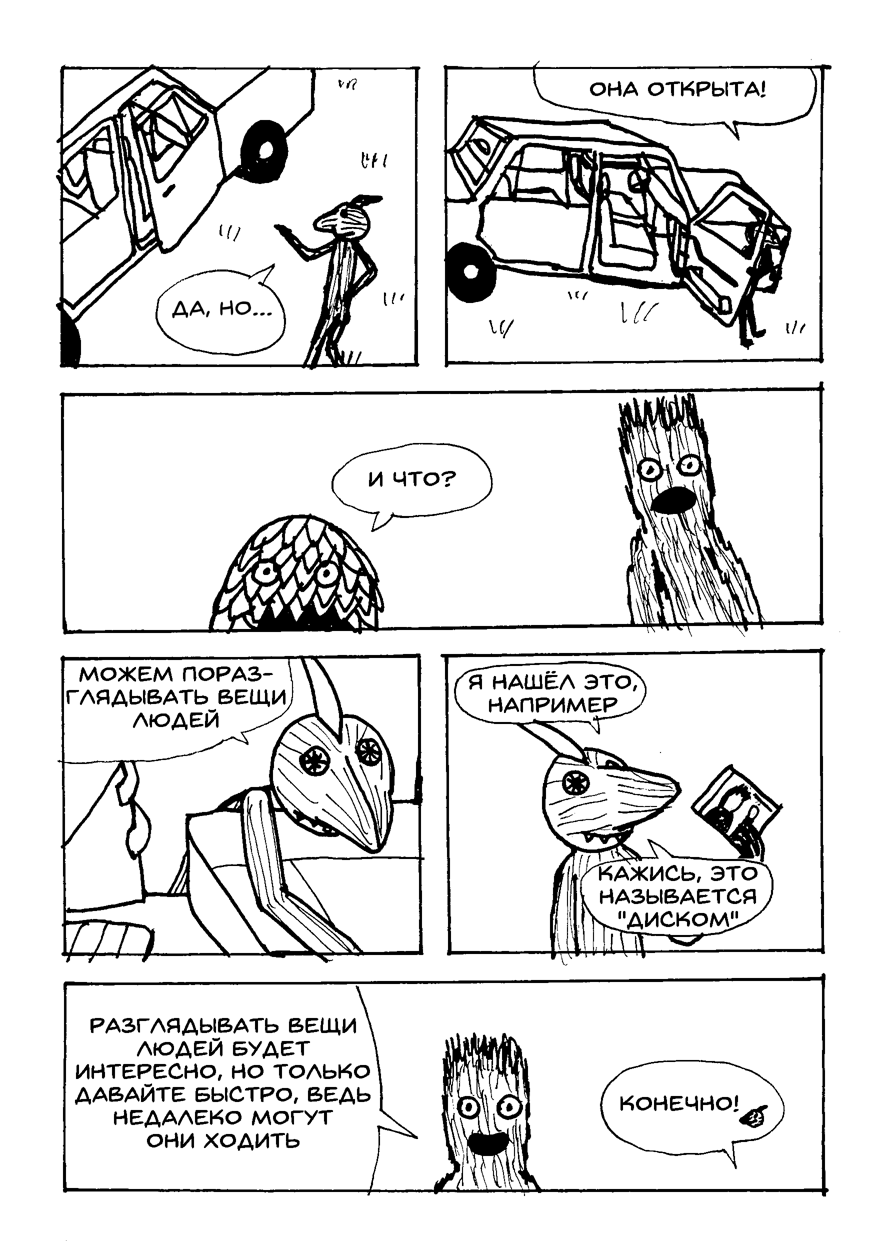 ДА, НО...
ОНА ОТКРЫТА!
И ЧТО?
МОЖЕМ ПОРАЗ-
ГЛЯДЫВАТЬ ВЕЩИ
ЛЮДЕЙ
Я НАШЁЛ ЭТО,
НАПРИМЕР
КАЖИСЬ, ЭТО
НАЗЫВАЕТСЯ
"ДИСКОМ"
РАЗГЛЯДЫВАТЬ ВЕЩИ
ЛЮДЕЙ БУДЕТ
ИНТЕРЕСНО, НО ТОЛЬКО
ДАВАЙТЕ БЫСТРО, ВЕДЬ
НЕДАЛЕКО МОГУТ
ОНИ ХОДИТЬ
КОНЕЧНО!